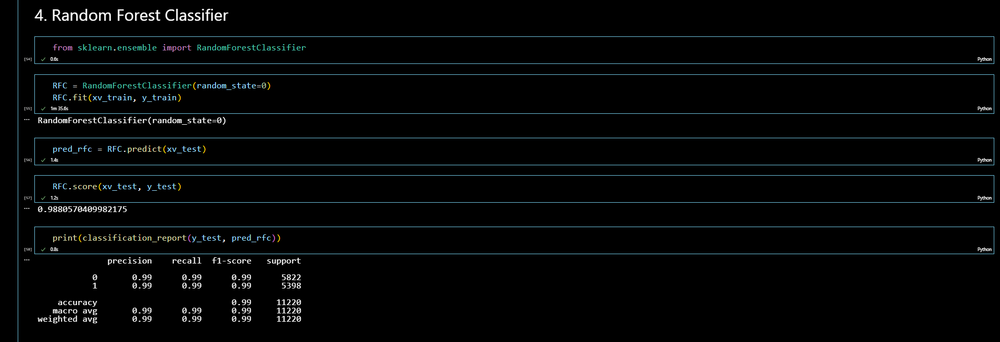 4. Random Forest Classifier
from sklearn.ensemble import RandomForestClassifier
[54] ✓ 0.6s Python
RFC = RandomForestClassifier(random_state=0)
RFC.fit(xv_train, y_train)
[55] ✓ 1m 35.6s Python
... RandomForestClassifier(random_state=0)
pred_rfc = RFC.predict(xv_test)
[56] ✓ 1.4s Python
RFC.score(xv_test, y_test)
[57] ✓ 1.2s Python
... 0.9880570409982175
print(classification_report(y_test, pred_rfc))
[58] ✓ 0.8s Python
... precision recall f1-score support
0 0.99 0.99 0.99 5822
1 0.99 0.99 0.99 5398
accuracy 0.99 11220
macro avg 0.99 0.99 0.99 11220
weighted avg 0.99 0.99 0.99 11220